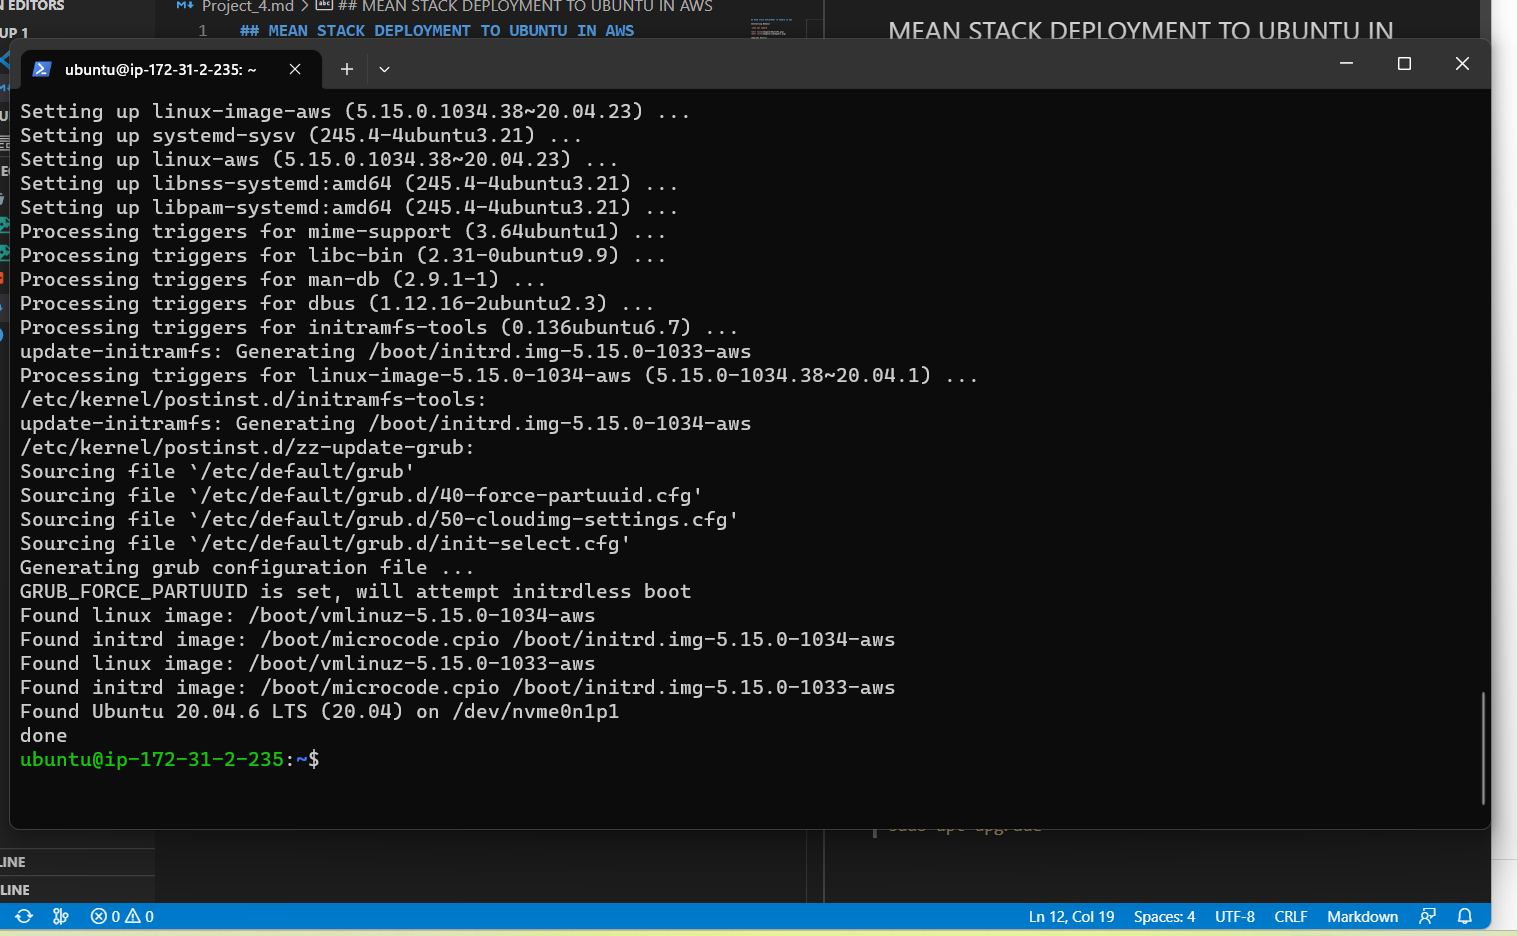 EDITORS
Project_4.md > ## MEAN STACK DEPLOYMENT TO UBUNTU IN AWS
UP 1
1 ## MEAN STACK DEPLOYMENT TO UBUNTU IN AWS
MEAN STACK DEPLOYMENT TO UBUNTU IN
ubuntu@ip-172-31-2-235: ~
Setting up linux-image-aws (5.15.0.1034.38~20.04.23) ...
Setting up systemd-sysv (245.4-4ubuntu3.21) ...
Setting up linux-aws (5.15.0.1034.38~20.04.23) ...
Setting up libnss-systemd:amd64 (245.4-4ubuntu3.21) ...
Setting up libpam-systemd:amd64 (245.4-4ubuntu3.21) ...
Processing triggers for mime-support (3.64ubuntu1) ...
Processing triggers for libc-bin (2.31-0ubuntu9.9) ...
Processing triggers for man-db (2.9.1-1) ...
Processing triggers for dbus (1.12.16-2ubuntu2.3) ...
Processing triggers for initramfs-tools (0.136ubuntu6.7) ...
update-initramfs: Generating /boot/initrd.img-5.15.0-1033-aws
Processing triggers for linux-image-5.15.0-1034-aws (5.15.0-1034.38~20.04.1) ...
/etc/kernel/postinst.d/initramfs-tools:
update-initramfs: Generating /boot/initrd.img-5.15.0-1034-aws
/etc/kernel/postinst.d/zz-update-grub:
Sourcing file `/etc/default/grub'
Sourcing file `/etc/default/grub.d/40-force-partuuid.cfg'
Sourcing file `/etc/default/grub.d/50-cloudimg-settings.cfg'
Sourcing file `/etc/default/grub.d/init-select.cfg'
Generating grub configuration file ...
GRUB_FORCE_PARTUUID is set, will attempt initrdless boot
Found linux image: /boot/vmlinuz-5.15.0-1034-aws
Found initrd image: /boot/microcode.cpio /boot/initrd.img-5.15.0-1034-aws
Found linux image: /boot/vmlinuz-5.15.0-1033-aws
Found initrd image: /boot/microcode.cpio /boot/initrd.img-5.15.0-1033-aws
Found Ubuntu 20.04.6 LTS (20.04) on /dev/nvme0n1p1
done
ubuntu@ip-172-31-2-235:~$
sudo apt upgrade
LINE
LINE
0 0 Ln 12, Col 19 Spaces: 4 UTF-8 CRLF Markdown